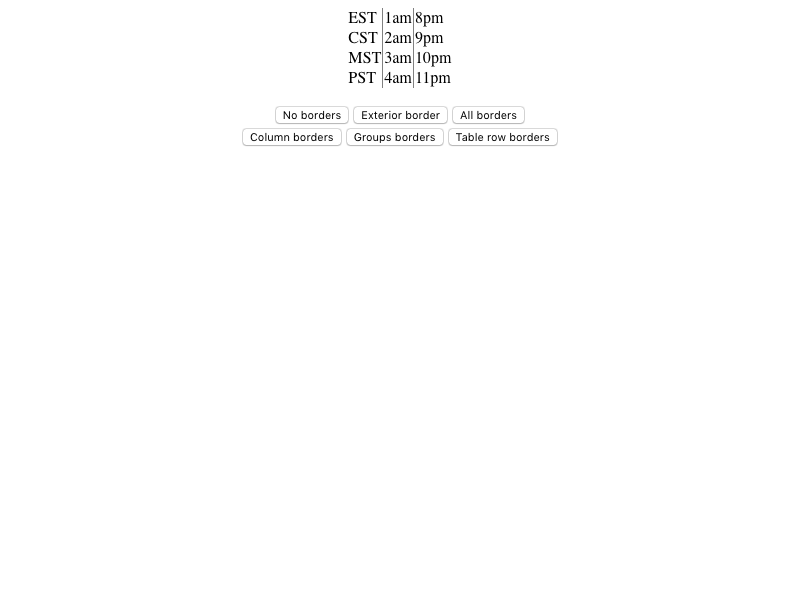 EST 1am 8pm
CST 2am 9pm
MST 3am 10pm
PST 4am 11pm
No borders Exterior border All borders
Column borders Groups borders Table row borders